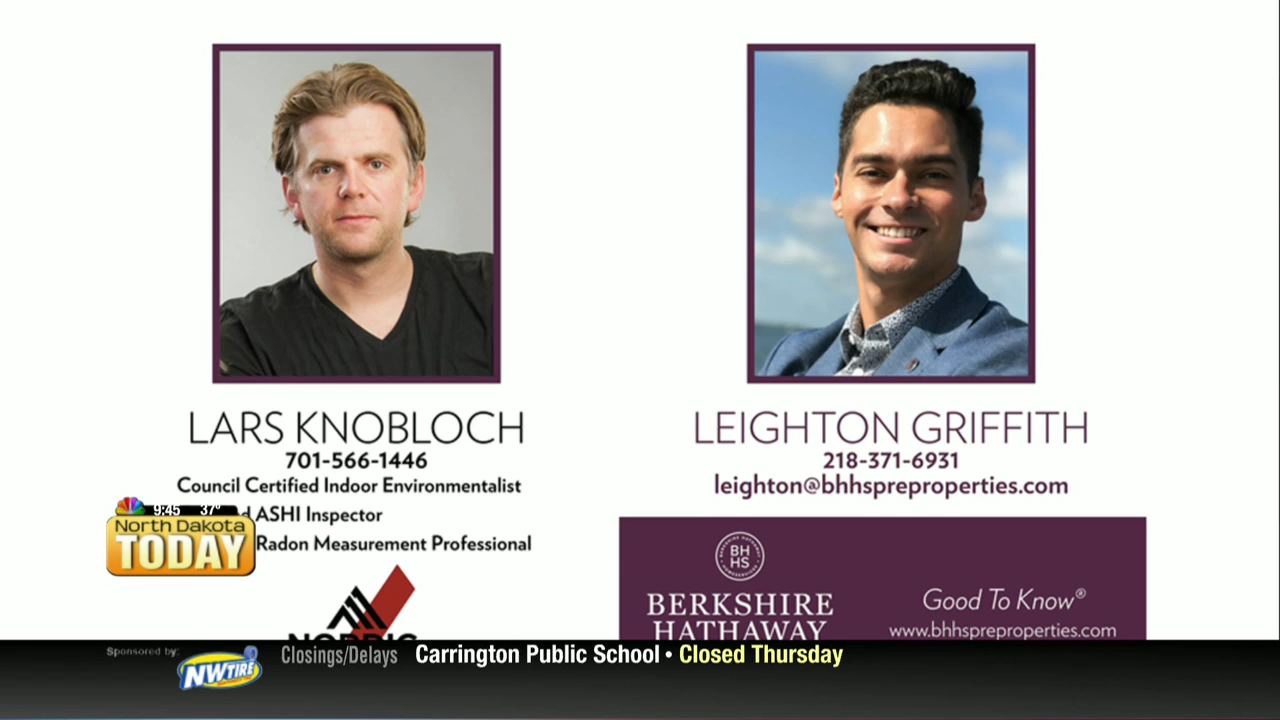 LARS KNOBLOCH
701-566-1446
Council Certified Indoor Environmentalist
ASHI Inspector
Radon Measurement Professional
LEIGHTON GRIFFITH
218-371-6931
leighton@bhhspreproperties.com
BH
HS
BERKSHIRE
HATHAWAY
Good To Know®
www.bhhspreproperties.com
9:45 37°
North Dakota
TODAY
Sponsored by:
NWTIRE
Closings/Delays
Carrington Public School • Closed Thursday